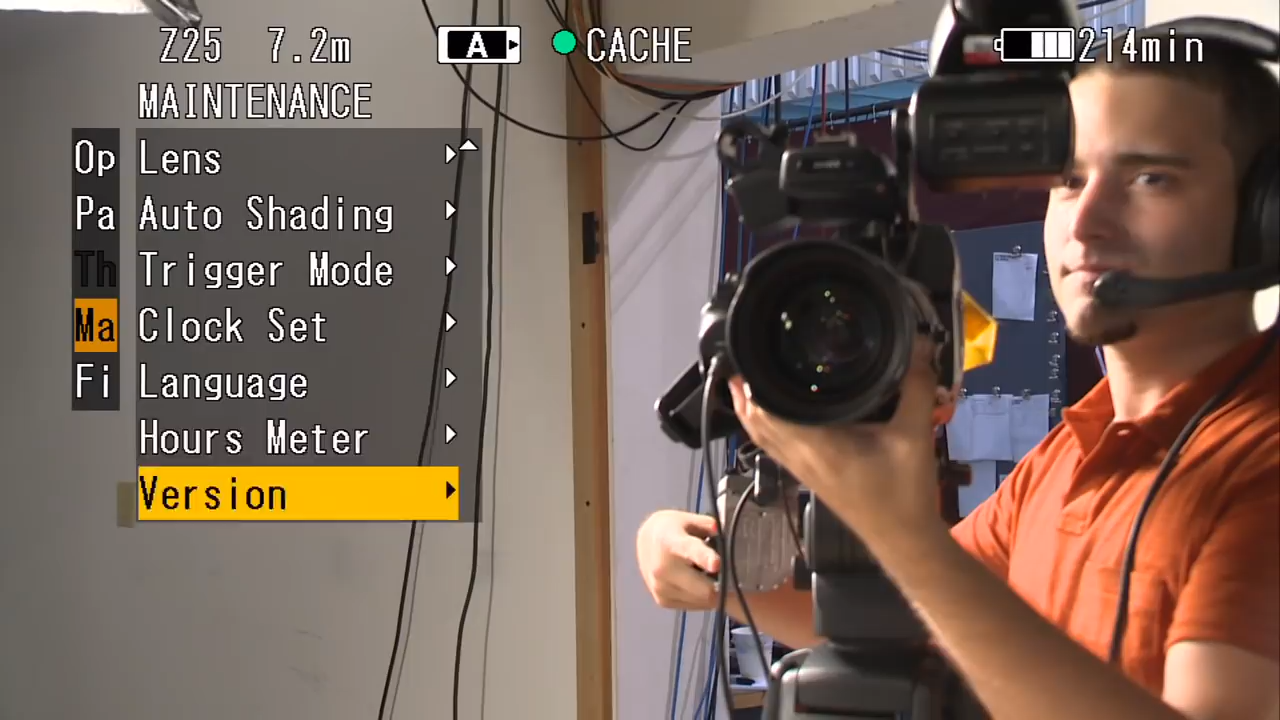 Z25 7.2m A CACHE 214min
MAINTENANCE
Op Lens
Pa Auto Shading
Th Trigger Mode
Ma Clock Set
Fi Language
Hours Meter
Version